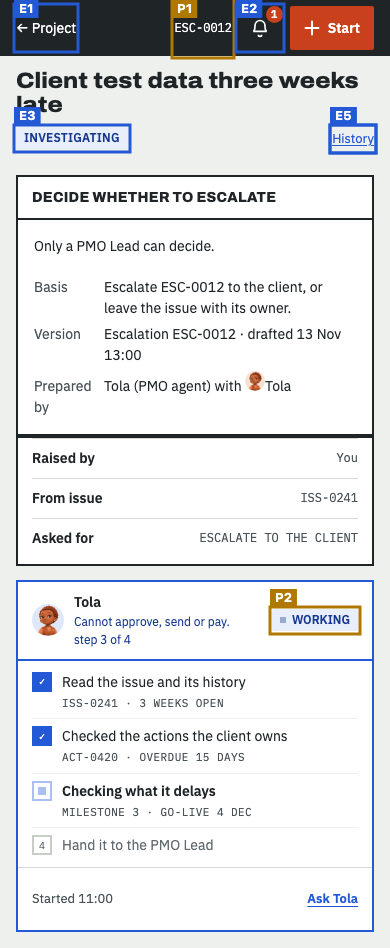 E1 P1 E2
← Project ESC-0012 1 + Start
Client test data three weeks
late
E3 E5
INVESTIGATING History
DECIDE WHETHER TO ESCALATE
Only a PMO Lead can decide.
Basis Escalate ESC-0012 to the client, or
leave the issue with its owner.
Version Escalation ESC-0012 · drafted 13 Nov
13:00
Prepared Tola (PMO agent) with Tola
by
Raised by You
From issue ISS-0241
Asked for ESCALATE TO THE CLIENT
P2
Tola
Cannot approve, send or pay. WORKING
step 3 of 4
✓ Read the issue and its history
ISS-0241 · 3 WEEKS OPEN
✓ Checked the actions the client owns
ACT-0420 · OVERDUE 15 DAYS
Checking what it delays
MILESTONE 3 · GO-LIVE 4 DEC
4 Hand it to the PMO Lead
Started 11:00 Ask Tola